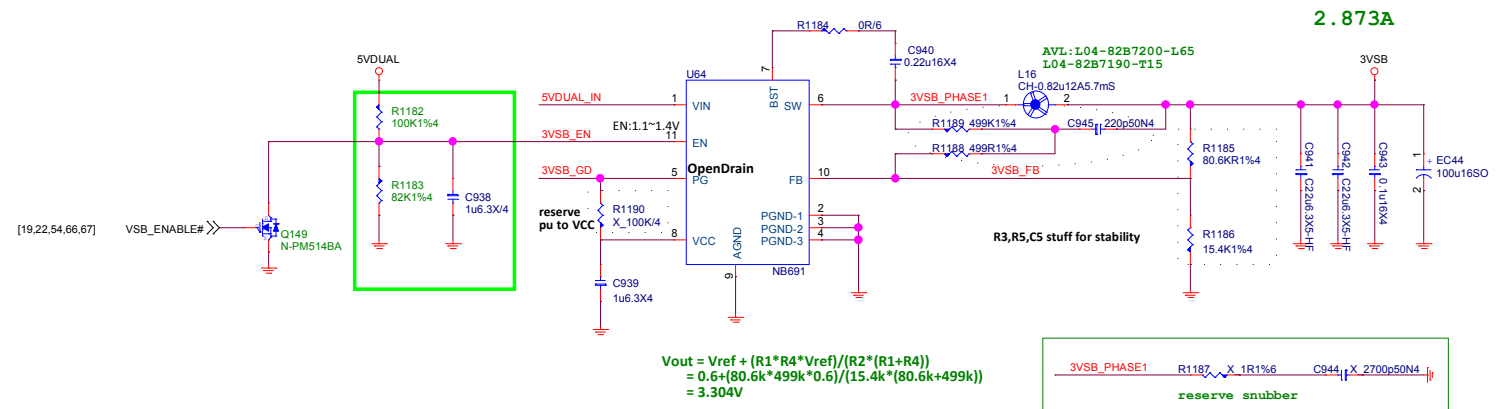 2.873A
R1184
0R/6
AVL:L04-82B7200-L65
L04-82B7190-T15
5VDUAL
C940
0.22u16X4
3VSB
U64
7
L16
CH-0.82u12A5.7mS
BST
5VDUAL_IN
1
VIN
SW
6
3VSB_PHASE1
1
2
R1182
100K1%4
EN:1.1~1.4V
R1189
499K1%4
C945
220p50N4
3VSB_EN
11
EN
R1188
499R1%4
R1185
80.6KR1%4
C941
C22u6.3X5-HF
C942
C22u6.3X5-HF
C943
0.1u16X4
1
+
EC44
100u16SO
2
OpenDrain
3VSB_GD
5
PG
FB
10
3VSB_FB
R1183
82K1%4
C938
1u6.3X/4
reserve
pu to VCC
R1190
X_100K/4
PGND-1
2
PGND-2
3
PGND-3
4
[19,22,54,66,67]
VSB_ENABLE#
Q149
N-PM514BA
8
VCC
R3,R5,C5 stuff for stability
R1186
15.4K1%4
AGND
NB691
9
C939
1u6.3X4
Vout = Vref + (R1*R4*Vref)/(R2*(R1+R4))
= 0.6+(80.6k*499k*0.6)/(15.4k*(80.6k+499k))
= 3.304V
3VSB_PHASE1
R1187
X_1R1%6
C944
X_2700p50N4
reserve snubber